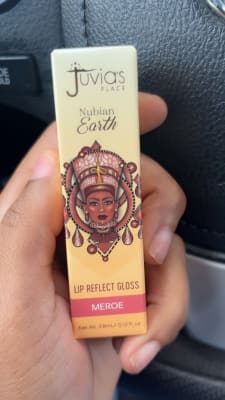 Juvia's
PLACE
Nubian
Earth
LIP REFLECT GLOSS
MEROE